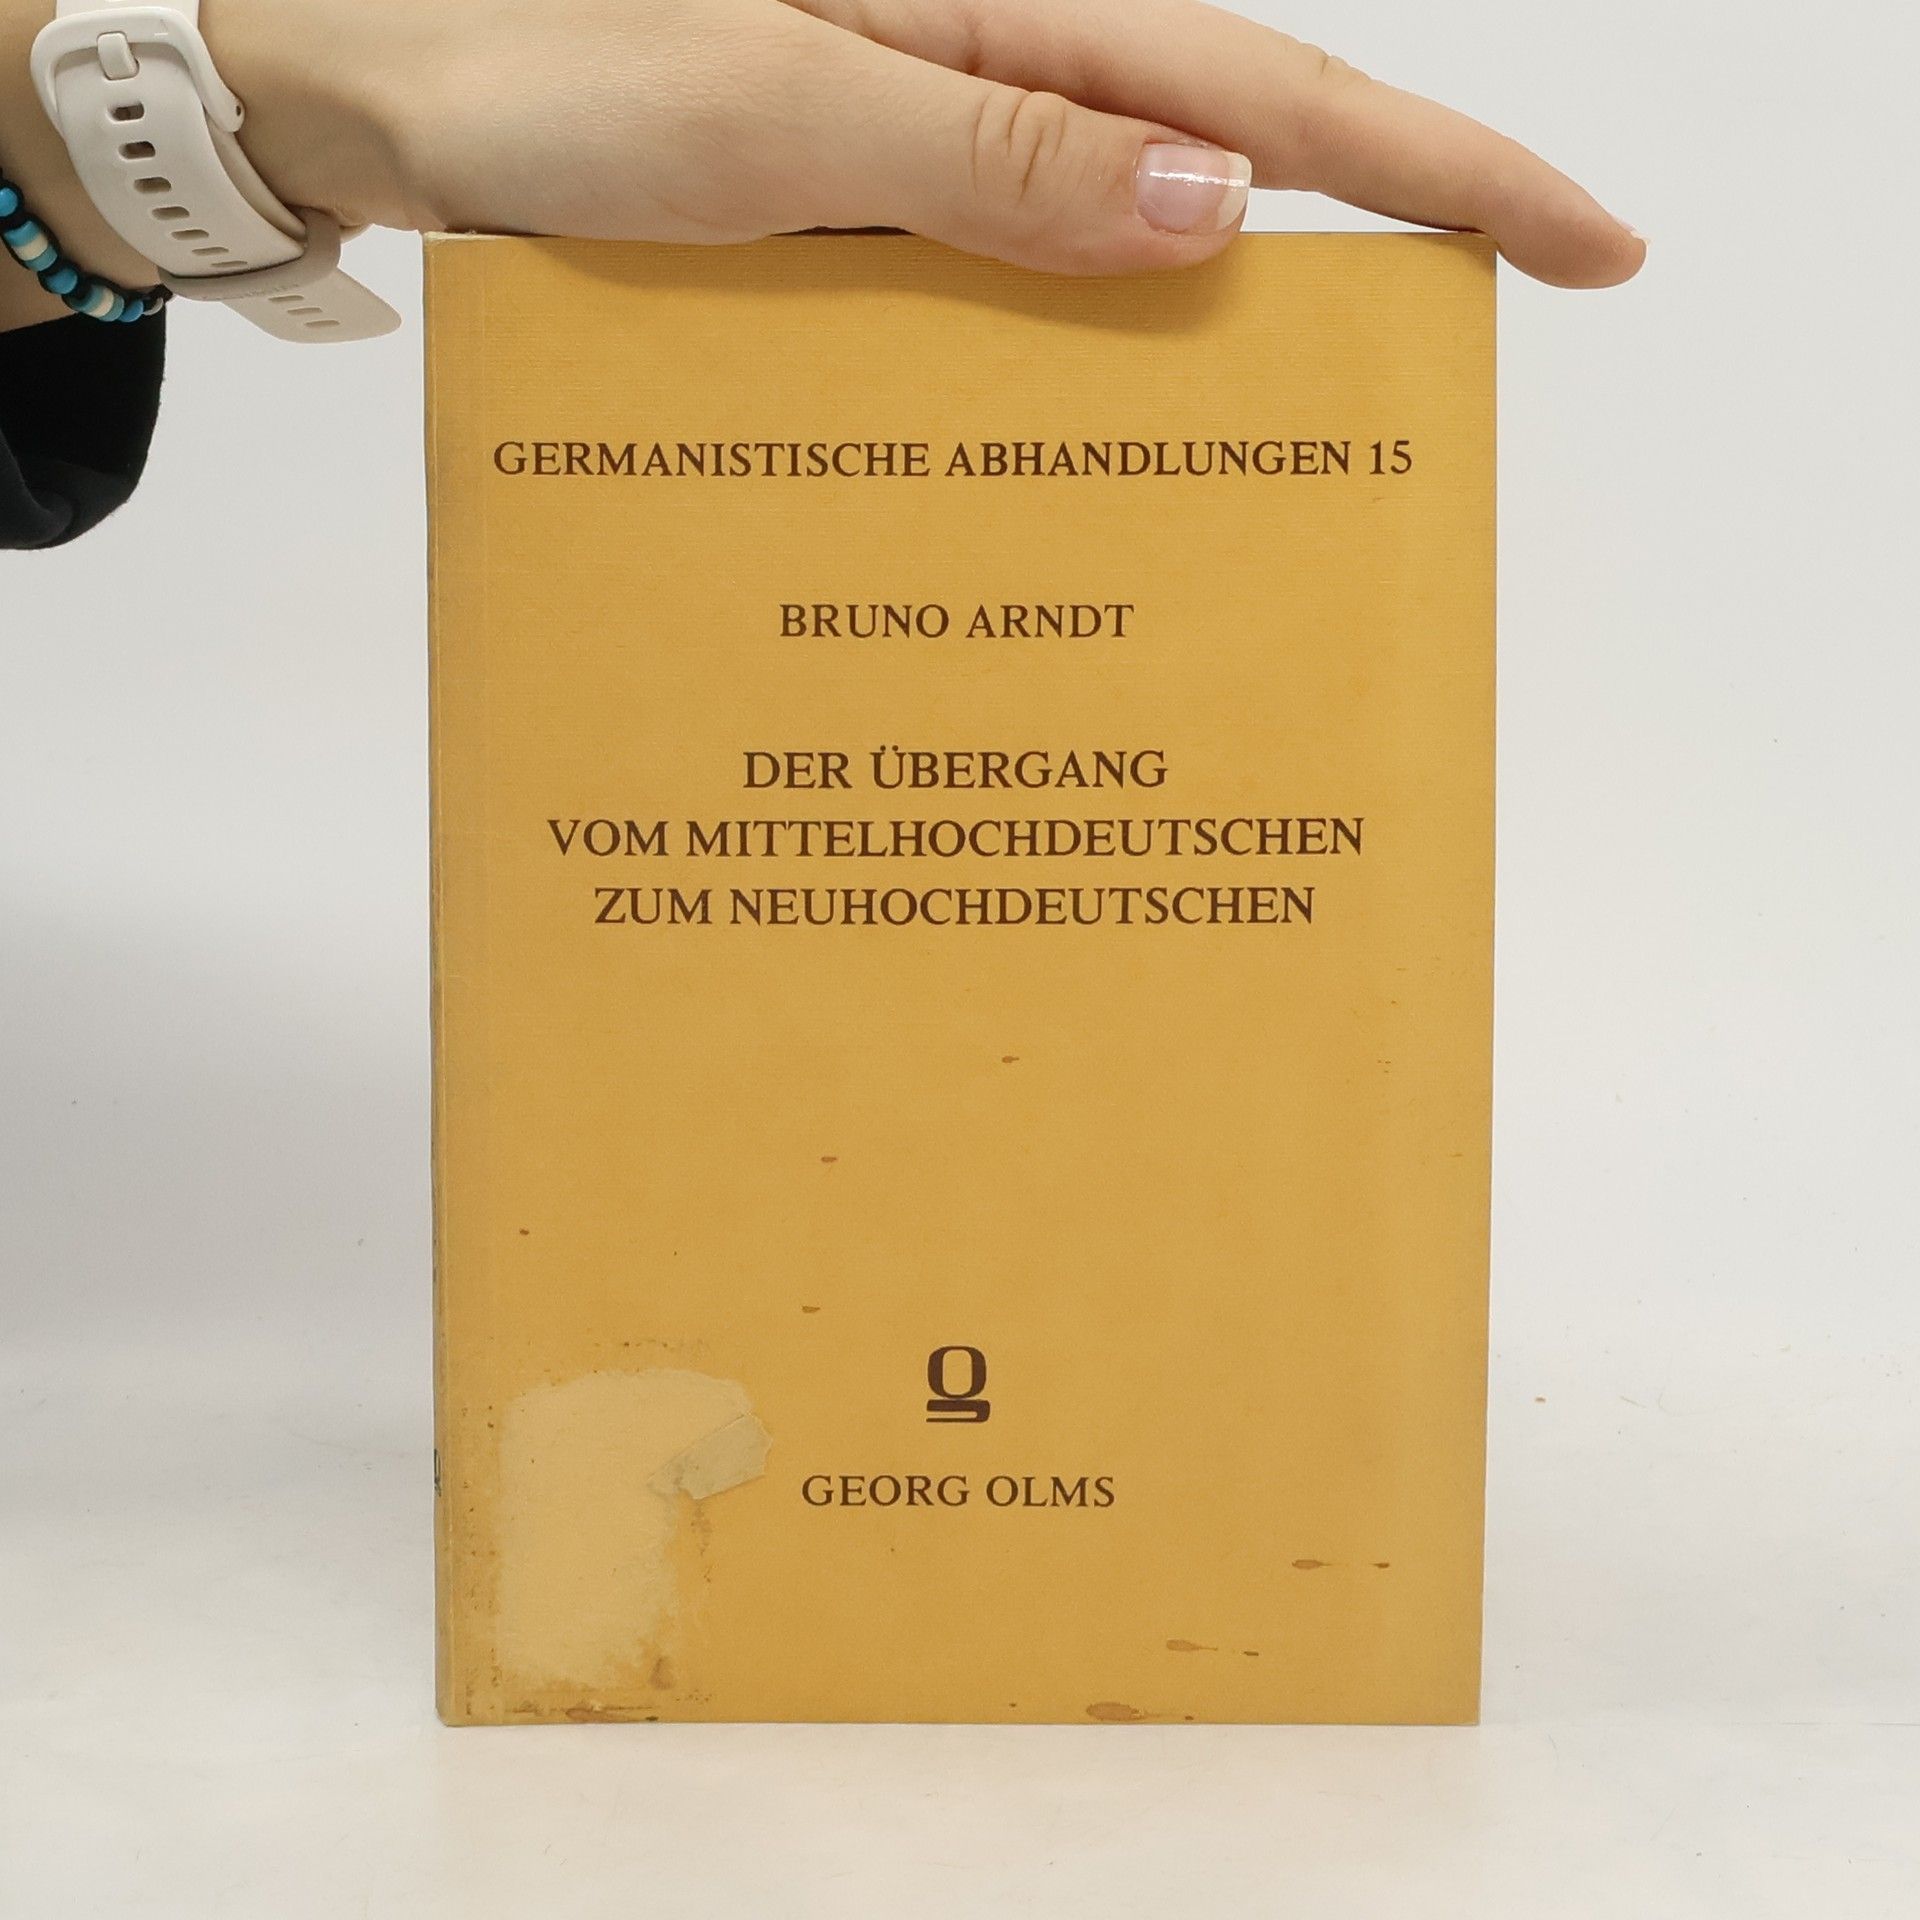 GERMANISTISCHE ABHANDLUNGEN 15
BRUNO ARNDT
DER ÜBERGANG
VOM MITTELHOCHDEUTSCHEN
ZUM NEUHOCHDEUTSCHEN
GEORG OLMS